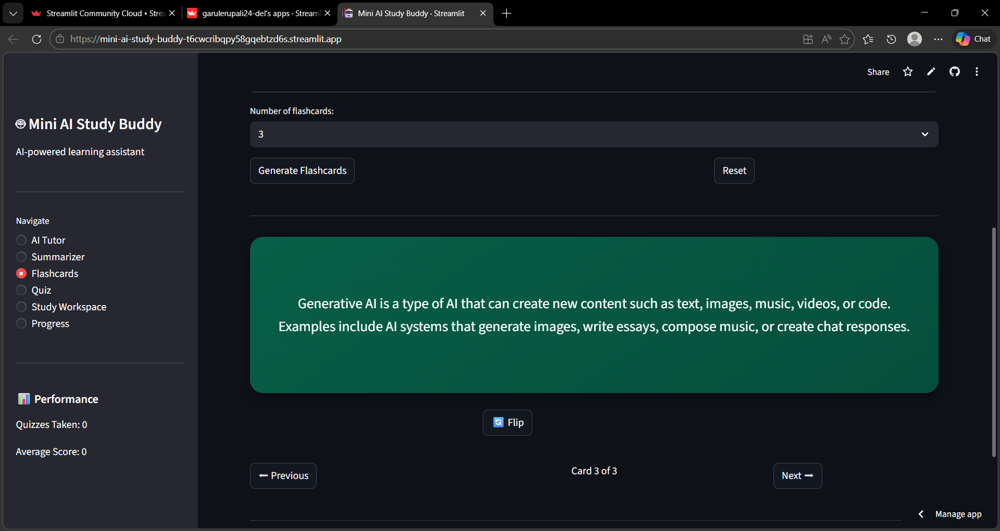 Streamlit Community Cloud • Strea
garulerupali24-del's apps · Stream
Mini AI Study Buddy · Streamlit
https://mini-ai-study-buddy-t6cwcribqpy58gqebtzd6s.streamlit.app
Chat
Share
Mini AI Study Buddy
AI-powered learning assistant
Navigate
AI Tutor
Summarizer
Flashcards
Quiz
Study Workspace
Progress
Performance
Quizzes Taken: 0
Average Score: 0
Number of flashcards:
3
Generate Flashcards
Reset
Generative AI is a type of AI that can create new content such as text, images, music, videos, or code.
Examples include AI systems that generate images, write essays, compose music, or create chat responses.
Flip
Previous
Card 3 of 3
Next
Manage app